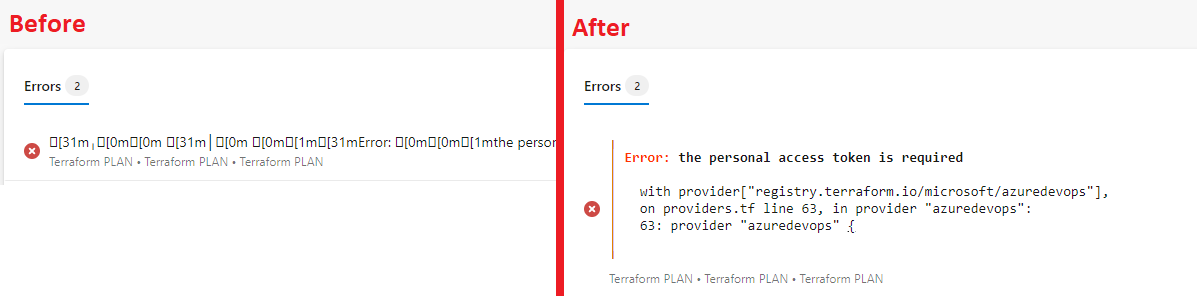 Before
Errors 2
□[31m╷□[0m□[0m □[31m│□[0m □[0m□[1m□[31mError: □[0m□[0m□[1mthe person
Terraform PLAN • Terraform PLAN • Terraform PLAN
After
Errors 2
Error: the personal access token is required
with provider["registry.terraform.io/microsoft/azuredevops"],
on providers.tf line 63, in provider "azuredevops":
63: provider "azuredevops" {
Terraform PLAN • Terraform PLAN • Terraform PLAN